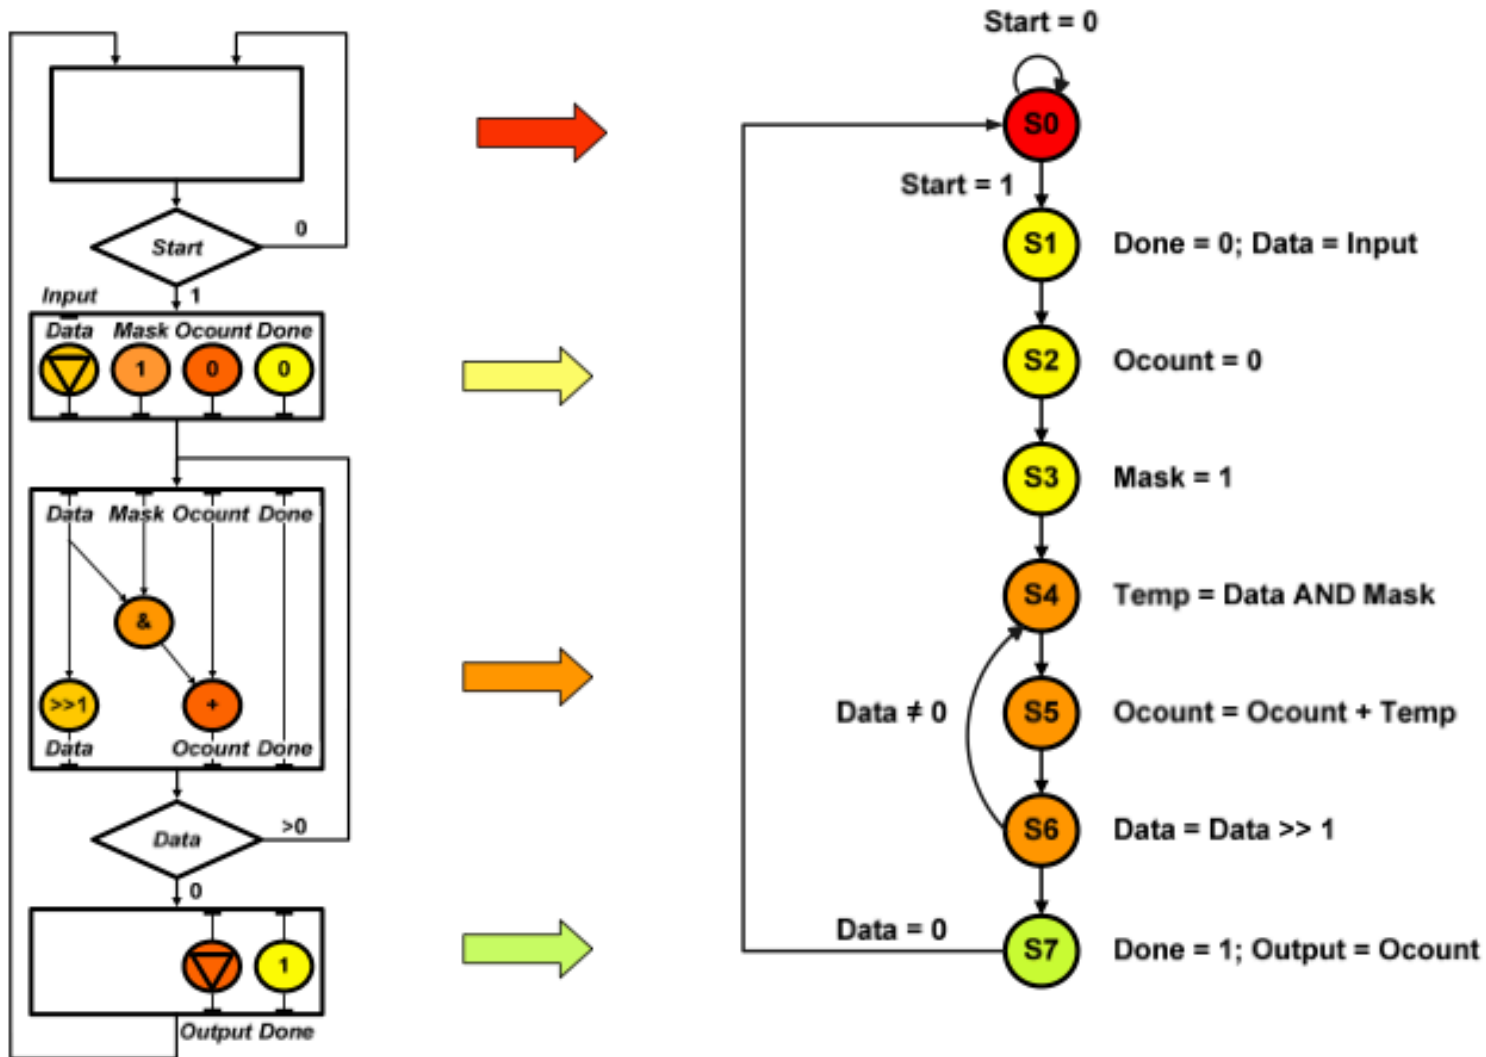 Start
0
1
Input
Data Mask Ocount Done
1 0 0
Data Mask Ocount Done
&
>>1 +
Data Ocount Done
Data
>0
0
1
Output Done
Start = 0
S0
Start = 1
S1 Done = 0; Data = Input
S2 Ocount = 0
S3 Mask = 1
S4 Temp = Data AND Mask
Data ≠ 0
S5 Ocount = Ocount + Temp
S6 Data = Data >> 1
Data = 0
S7 Done = 1; Output = Ocount